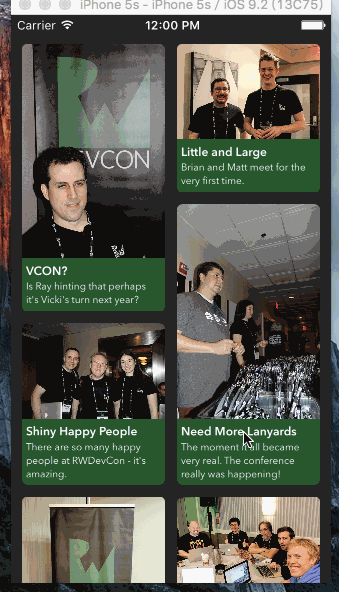 iPhone 5s - iPhone 5s / iOS 9.2 (13C75)
Carrier
12:00 PM
RW
DEVCON
VCON?
Is Ray hinting that perhaps
it's Vicki's turn next year?
Little and Large
Brian and Matt meet for the
very first time.
Shiny Happy People
There are so many happy
people at RWDevCon - it's
amazing.
Need More Lanyards
The moment it all became
very real. The conference
really was happening!
RW